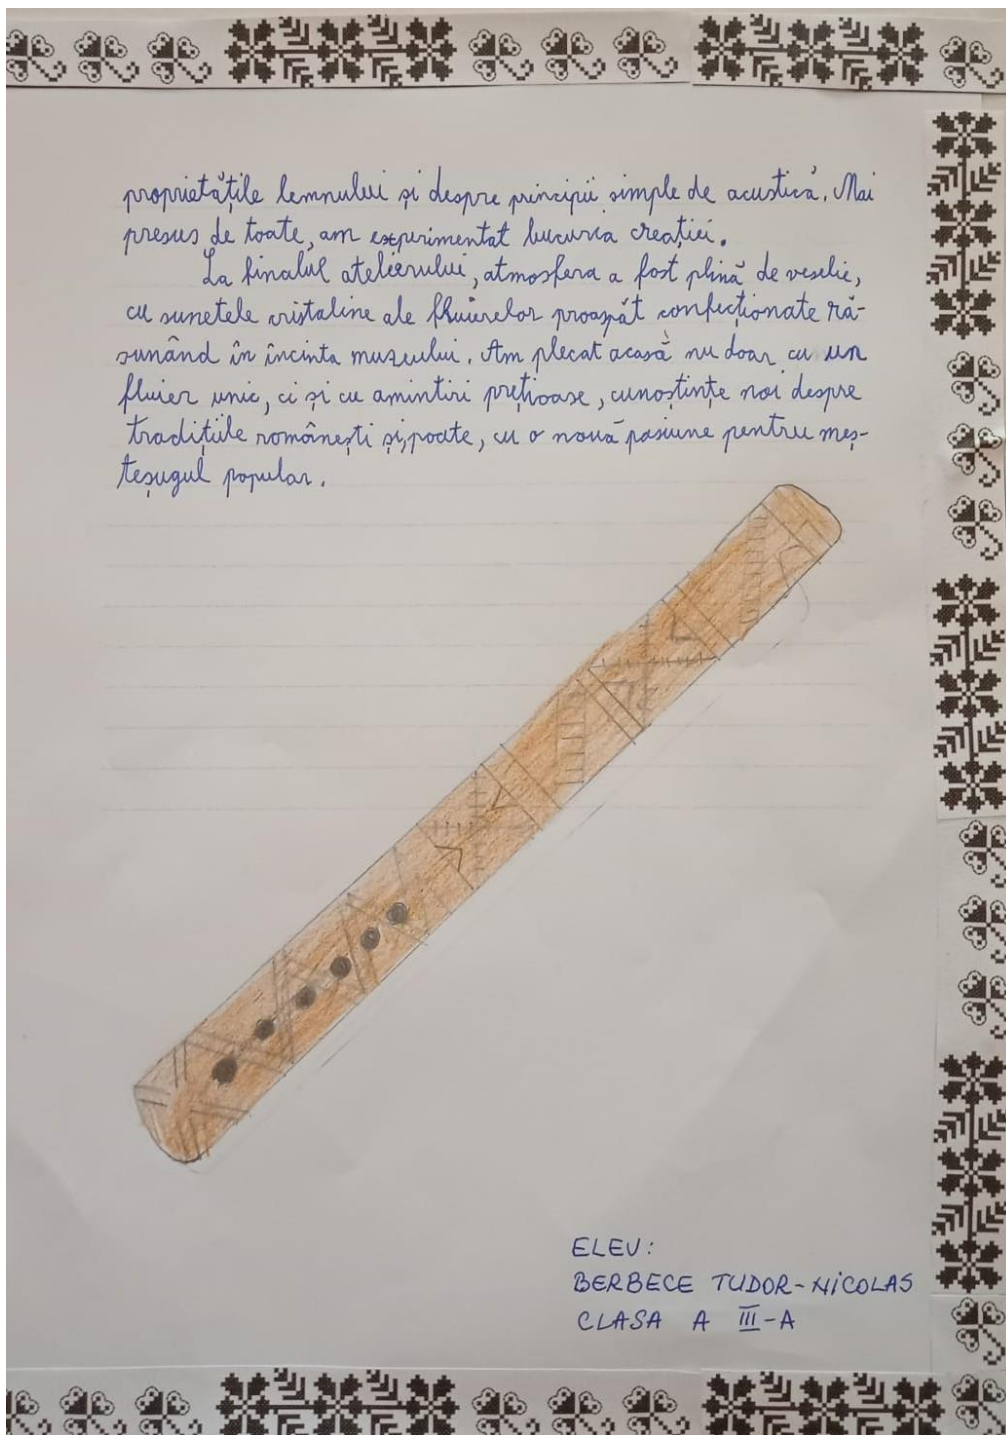 proprietățile lemnului și despre principii simple de acustică. Mai
presus de toate, am experimentat bucuria creației.
La finalul atelierului, atmosfera a fost plină de veselie,
cu sunetele cristaline ale fluierelor proaspăt confecționate ră-
sunând în incinta muzeului. Am plecat acasă nu doar cu un
fluier unic, ci și cu amintiri prețioase, cunoștințe noi despre
tradițiile românești și, poate, cu o nouă pasiune pentru meș-
teșugul popular.
ELEV:
BERBECE TUDOR-NICOLAS
CLASA A III-A